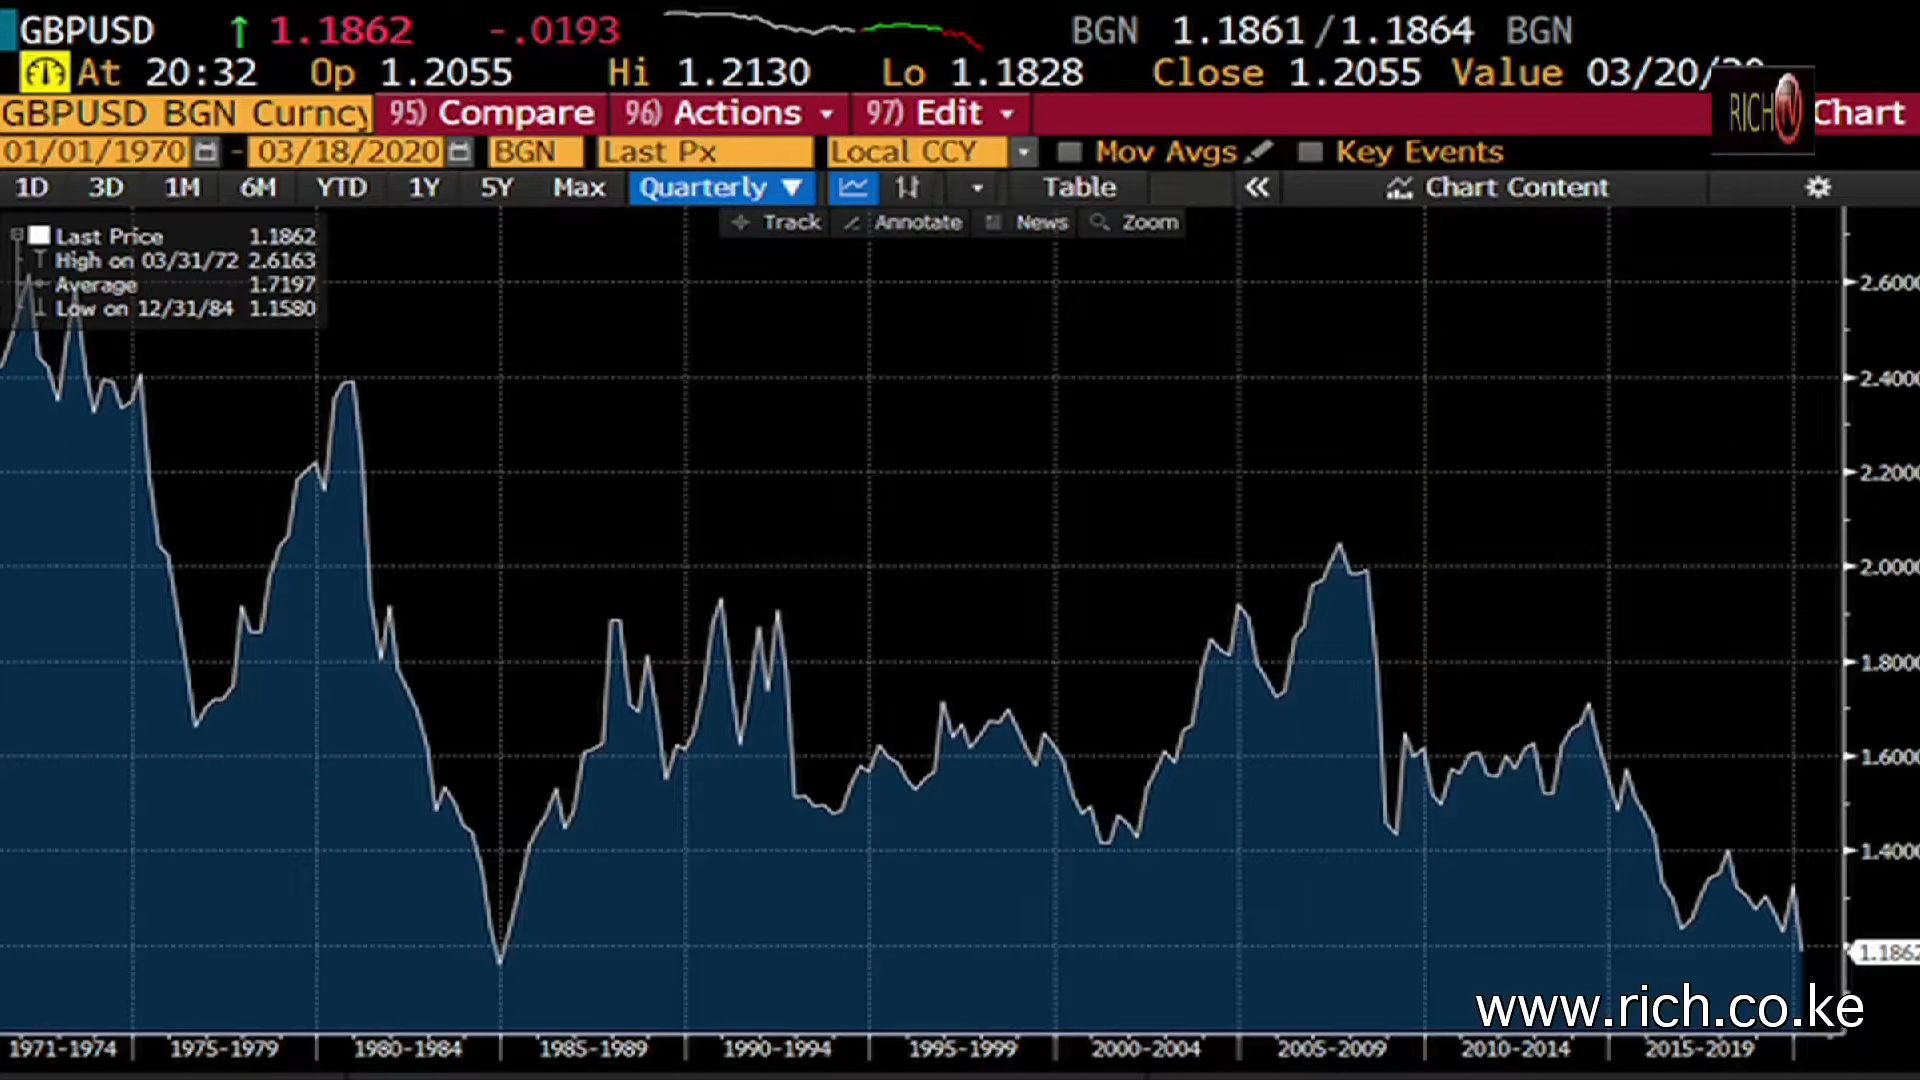 GBPUSD ↑ 1.1862 -.0193 BGN 1.1861/1.1864 BGN
At 20:32 Op 1.2055 Hi 1.2130 Lo 1.1828 Close 1.2055 Value 03/20/20
GBPUSD BGN Curncy 95) Compare 96) Actions 97) Edit Chart
RICH TV
01/01/1970 - 03/18/2020 BGN Last Px Local CCY Mov Avgs Key Events
1D 3D 1M 6M YTD 1Y 5Y Max Quarterly ▼ Table « Chart Content
Track Annotate News Zoom
Last Price 1.1862
High on 03/31/72 2.6163
Average 1.7197
Low on 12/31/84 1.1580
2.6000
2.4000
2.2000
2.0000
1.8000
1.6000
1.4000
1.1862
www.rich.co.ke
1971-1974 1975-1979 1980-1984 1985-1989 1990-1994 1995-1999 2000-2004 2005-2009 2010-2014 2015-2019